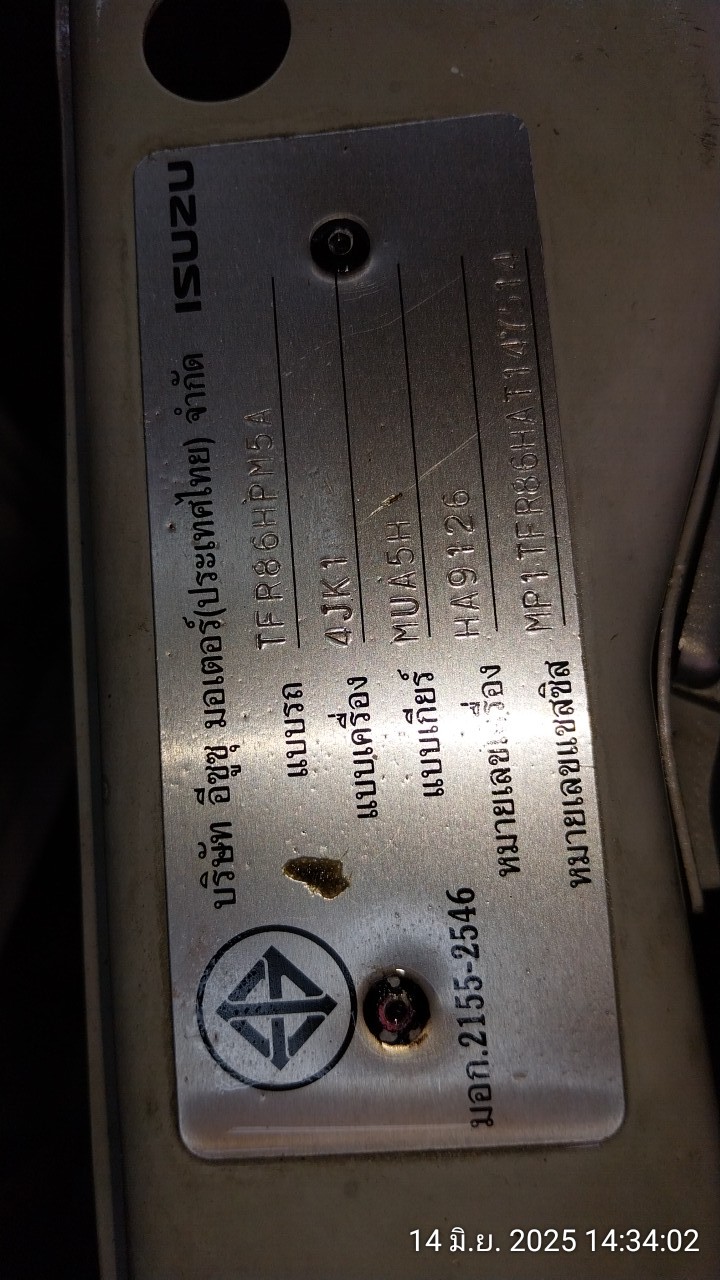 บริษัท อีซูซุ มอเตอร์(ประเทศไทย) จำกัด ISUZU
แบบรถ TFR86HPM5A
แบบเครื่อง 4JK1
แบบเกียร์ MUA5H
หมายเลขเครื่อง HA9126
หมายเลขแชสซิส
มอก.2155-2546
14 มิ.ย. 2025 14:34:02